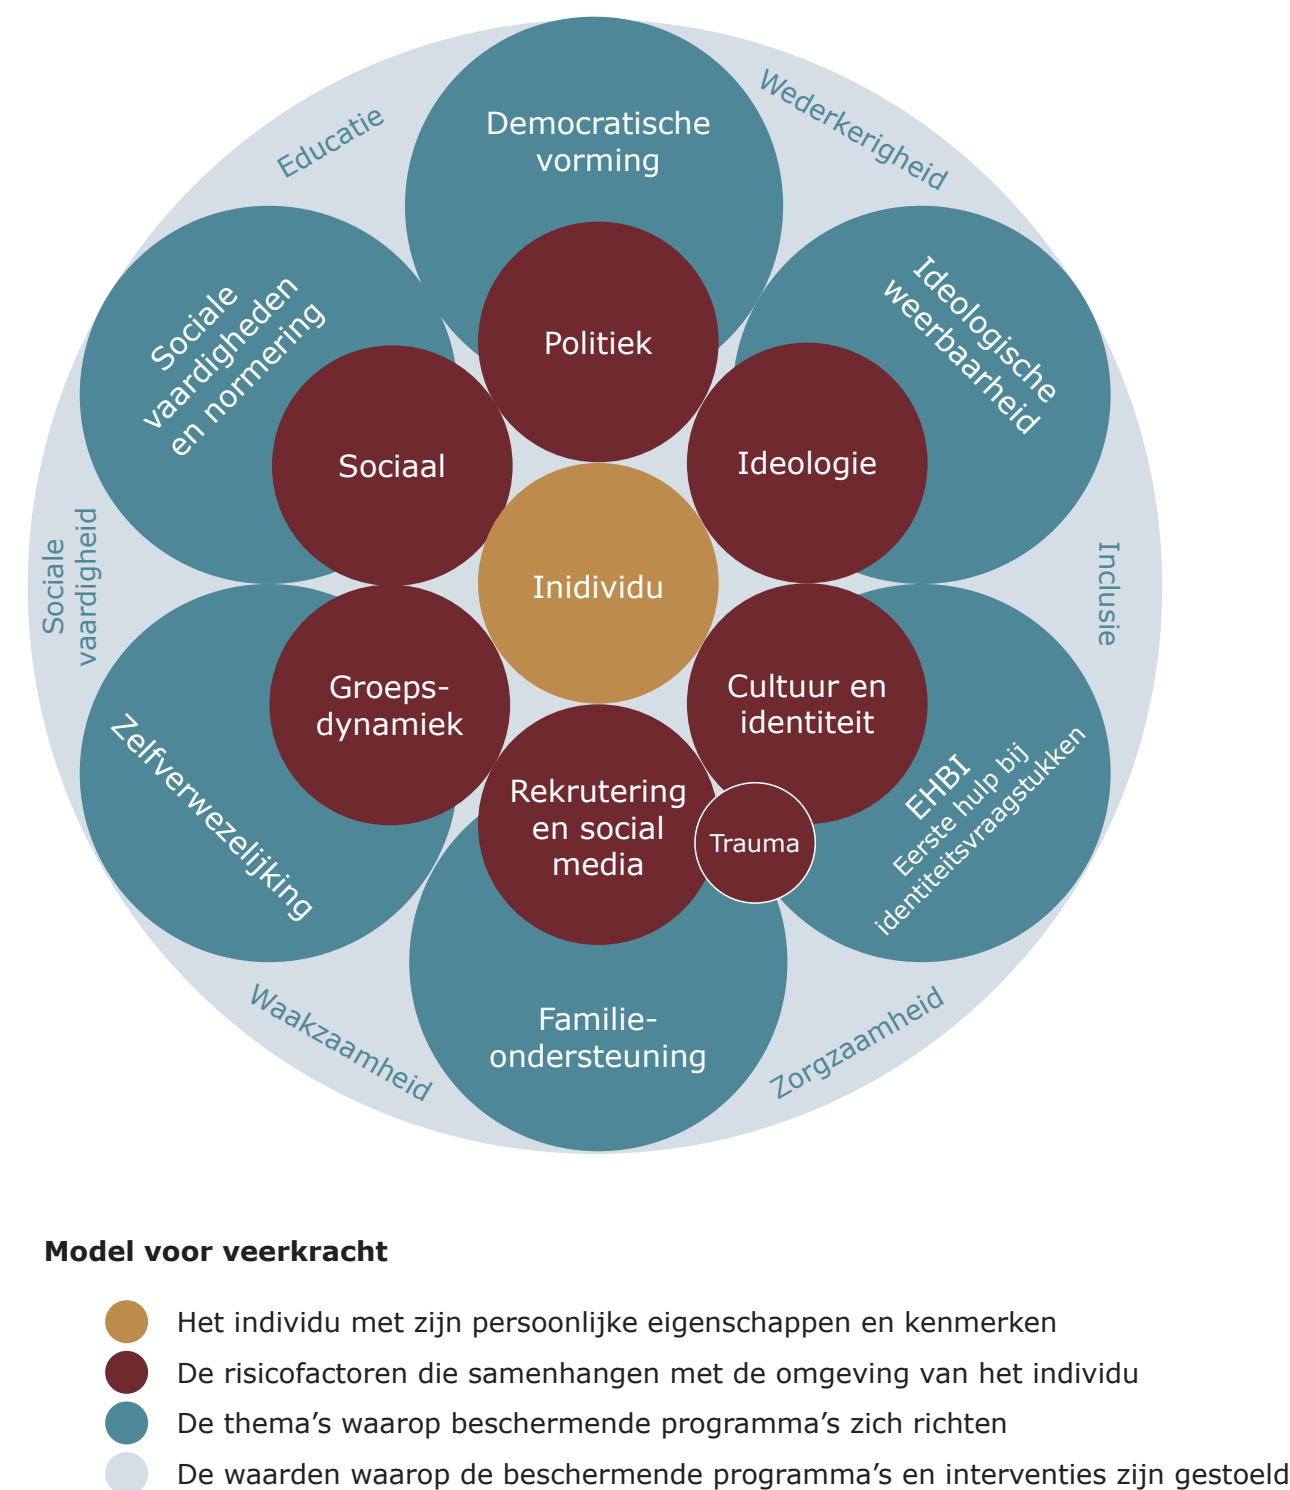 Educatie
Wederkerigheid
Democratische
vorming
Sociale
vaardigheden
en normering
Ideologische
weerbaarheid
Politiek
Sociaal
Ideologie
Sociale
vaardigheid
Inidividu
Inclusie
Groeps-
dynamiek
Cultuur en
identiteit
Zelfverwezelijking
Rekrutering
en social
media
Trauma
EHBI
Eerste hulp bij
identiteitsvraagstukken
Familie-
ondersteuning
Waakzaamheid
Zorgzaamheid
Model voor veerkracht
Het individu met zijn persoonlijke eigenschappen en kenmerken
De risicofactoren die samenhangen met de omgeving van het individu
De thema’s waarop beschermende programma’s zich richten
De waarden waarop de beschermende programma’s en interventies zijn gestoeld